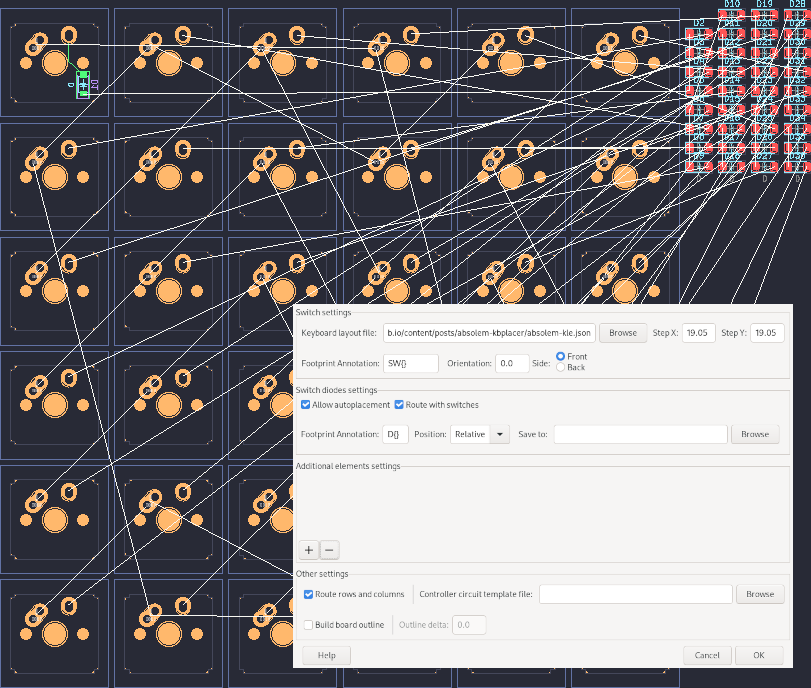 D10 D19 D28
D2
Switch settings
Keyboard layout file: b.io/content/posts/absolem-kbplacer/absolem-kle.json Browse Step X: 19.05 Step Y: 19.05
Footprint Annotation: SW{} Orientation: 0.0 Side: Front
Back
Switch diodes settings
Allow autoplacement Route with switches
Footprint Annotation: D{} Position: Relative Save to: Browse
Additional elements settings
+ −
Other settings
Route rows and columns Controller circuit template file: Browse
Build board outline Outline delta: 0.0
Help Cancel OK